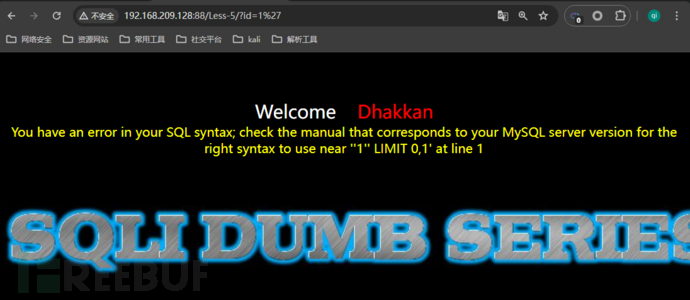 不安全 192.168.209.128:88/Less-5/?id=1%27
0
qi
网络安全 资源网站 常用工具 社交平台 kali 解析工具
Welcome Dhakkan
You have an error in your SQL syntax; check the manual that corresponds to your MySQL server version for the
right syntax to use near ''1'' LIMIT 0,1' at line 1
SQLI DUMB SERIES
FREEBUF